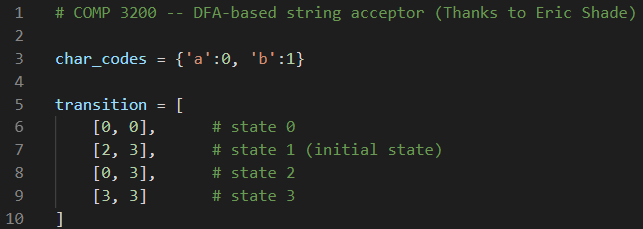 1 # COMP 3200 -- DFA-based string acceptor (Thanks to Eric Shade)
2
3 char_codes = {'a':0, 'b':1}
4
5 transition = [
6     [0, 0],      # state 0
7     [2, 3],      # state 1 (initial state)
8     [0, 3],      # state 2
9     [3, 3]       # state 3
10 ]